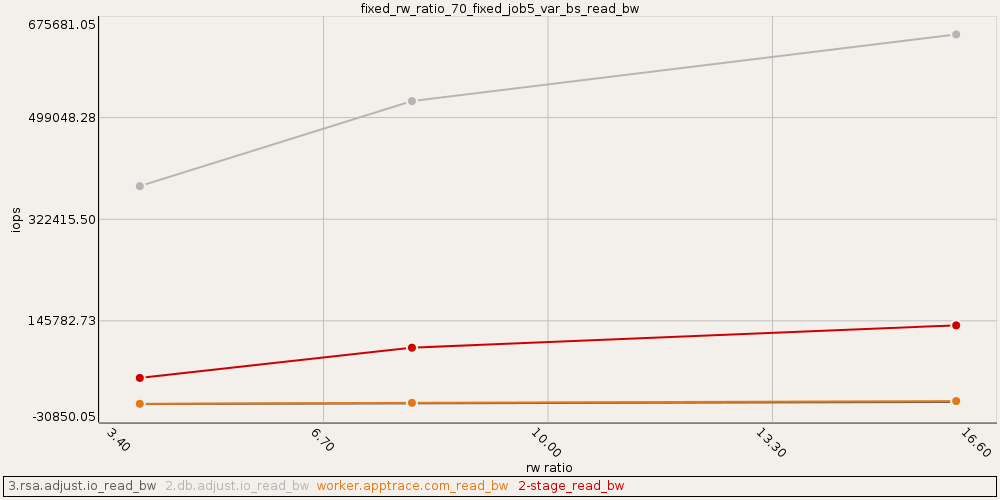 fixed_rw_ratio_70_fixed_job5_var_bs_read_bw
675681.05
499048.28
322415.50
145782.73
-30850.05
iops
3.40
6.70
10.00
13.30
16.60
rw ratio
3.rsa.adjust.io_read_bw 2.db.adjust.io_read_bw worker.apptrace.com_read_bw 2-stage_read_bw